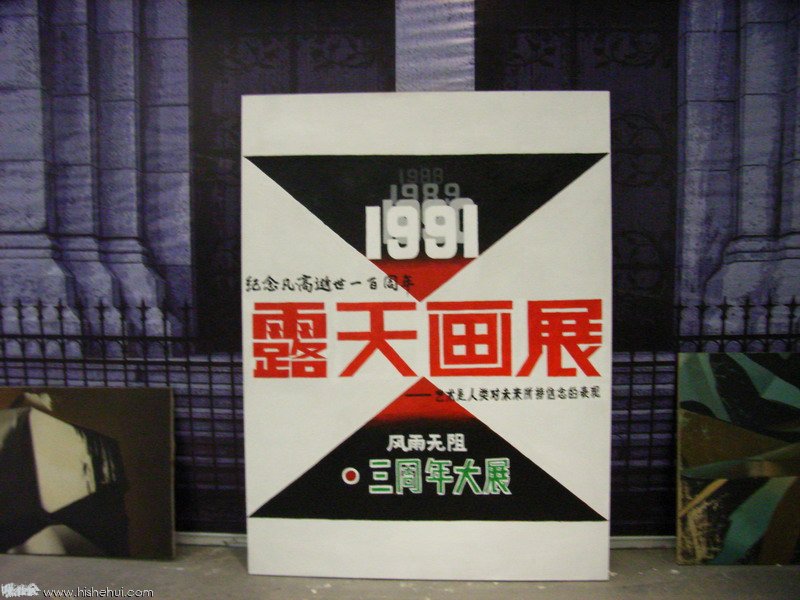 1988
1989
1991
纪念凡高逝世一百周年
露天画展
——艺术是人类对未来所持信念的表现
风雨无阻
三周年大展
www.hishehui.com